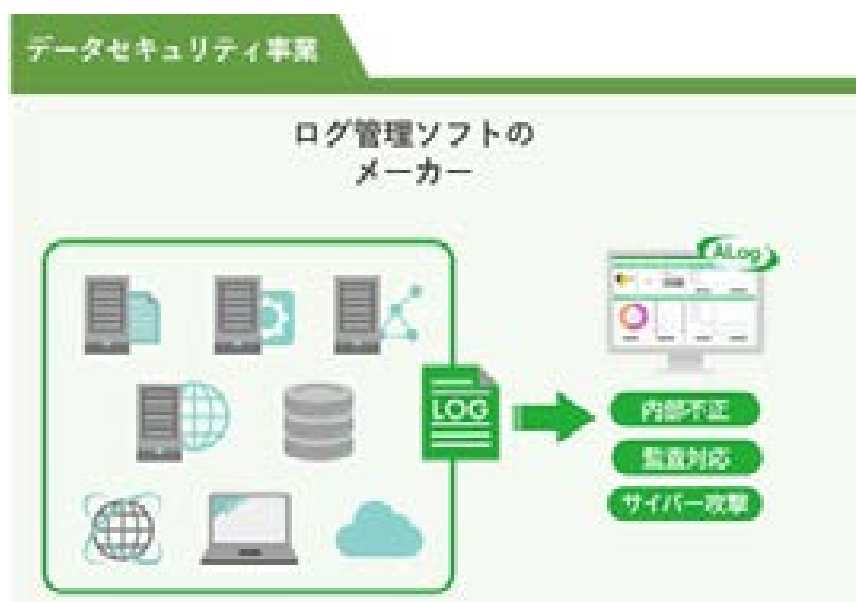 データセキュリティ事業
ログ管理ソフトの
メーカー
ALog
LOG
内部不正
監査対応
サイバー攻撃